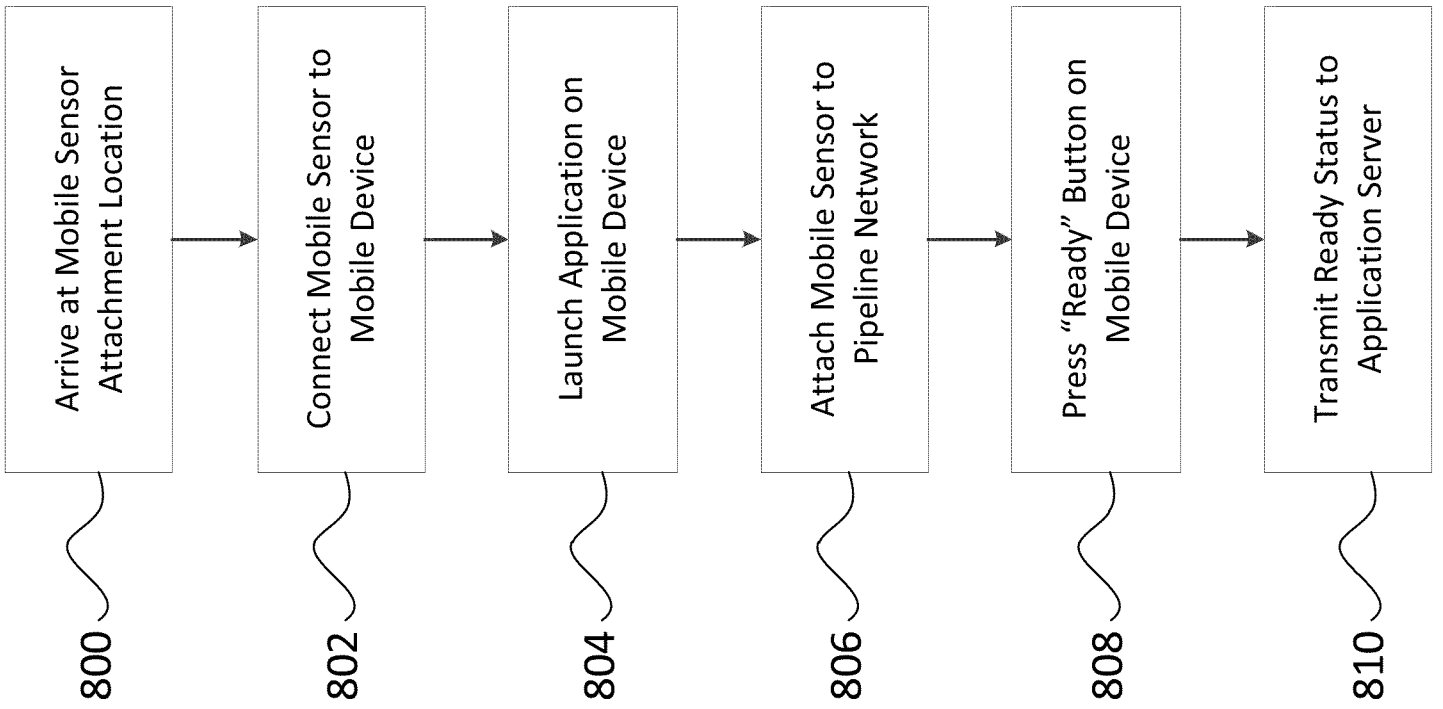 800
Arrive at Mobile Sensor
Attachment Location
802
Connect Mobile Sensor to
Mobile Device
804
Launch Application on
Mobile Device
806
Attach Mobile Sensor to
Pipeline Network
808
Press “Ready” Button on
Mobile Device
810
Transmit Ready Status to
Application Server